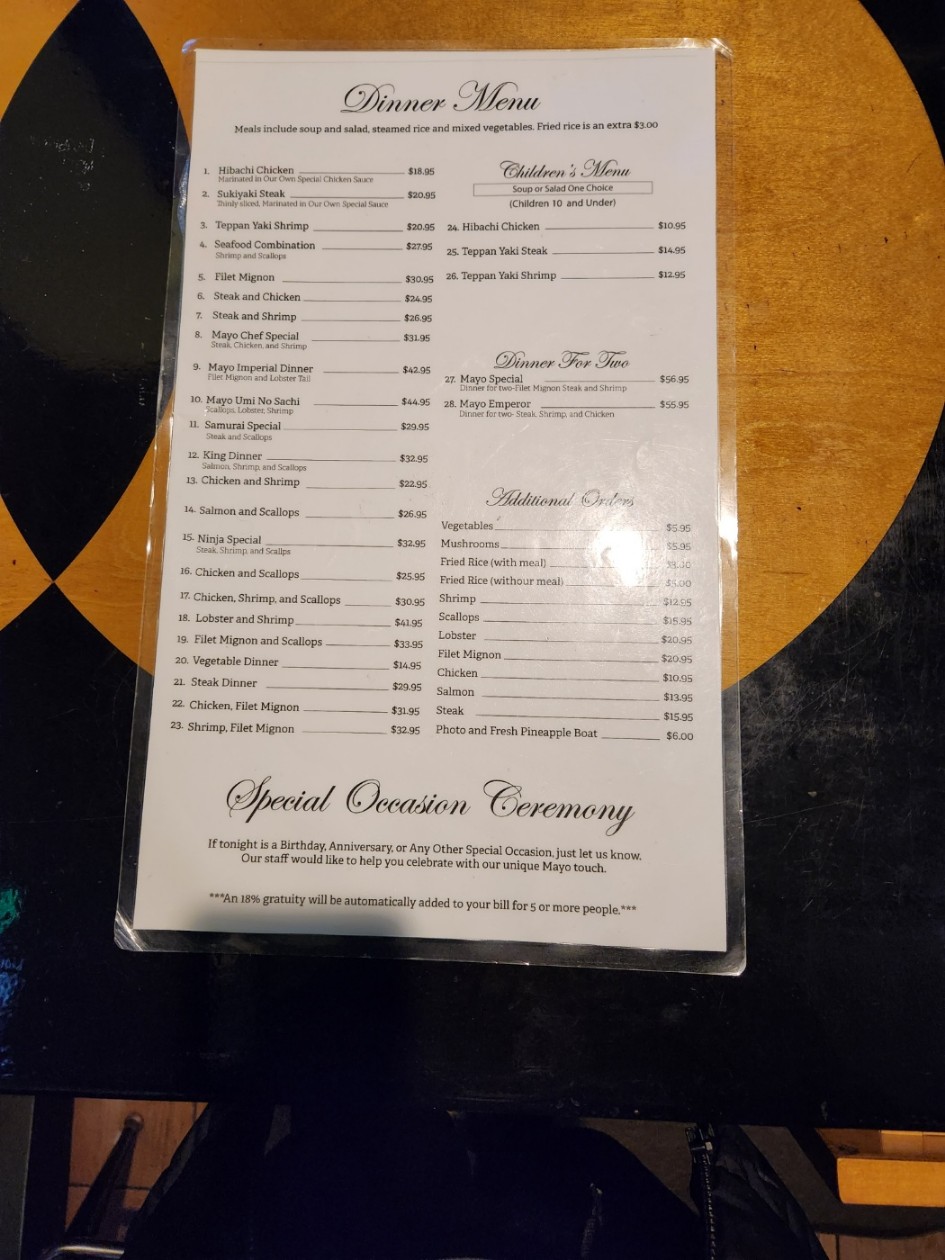 Dinner Menu
Meals include soup and salad, steamed rice and mixed vegetables. Fried rice is an extra $3.00
1. Hibachi Chicken $18.95
Marinated in Our Own Special Chicken Sauce
2. Sukiyaki Steak $20.95
Thinly sliced, Marinated in Our Own Special Sauce
3. Teppan Yaki Shrimp $20.95
4. Seafood Combination $27.95
Shrimp and Scallops
5. Filet Mignon $30.95
6. Steak and Chicken $24.95
7. Steak and Shrimp $26.95
8. Mayo Chef Special $31.95
Steak, Chicken, and Shrimp
9. Mayo Imperial Dinner $42.95
Filet Mignon and Lobster Tail
10. Mayo Umi No Sachi $44.95
Scallops, Lobster, Shrimp
11. Samurai Special $29.95
Steak and Scallops
12. King Dinner $32.95
Salmon, Shrimp, and Scallops
13. Chicken and Shrimp $22.95
14. Salmon and Scallops $26.95
15. Ninja Special $32.95
Steak, Shrimp, and Scallps
16. Chicken and Scallops $25.95
17. Chicken, Shrimp, and Scallops $30.95
18. Lobster and Shrimp $41.95
19. Filet Mignon and Scallops $33.95
20. Vegetable Dinner $14.95
21. Steak Dinner $29.95
22. Chicken, Filet Mignon $31.95
23. Shrimp, Filet Mignon $32.95
Children's Menu
Soup or Salad One Choice
(Children 10 and Under)
24. Hibachi Chicken $10.95
25. Teppan Yaki Steak $14.95
26. Teppan Yaki Shrimp $12.95
Dinner For Two
27. Mayo Special $56.95
Dinner for two-Filet Mignon Steak and Shrimp
28. Mayo Emperor $55.95
Dinner for two- Steak, Shrimp, and Chicken
Additional Orders
Vegetables $5.95
Mushrooms $5.95
Fried Rice (with meal)
Fried Rice (withour meal)
Shrimp $12.95
Scallops $15.95
Lobster $20.95
Filet Mignon $20.95
Chicken $10.95
Salmon $13.95
Steak $15.95
Photo and Fresh Pineapple Boat $6.00
Special Occasion Ceremony
If tonight is a Birthday, Anniversary, or Any Other Special Occasion, just let us know.
Our staff would like to help you celebrate with our unique Mayo touch.
***An 18% gratuity will be automatically added to your bill for 5 or more people.***